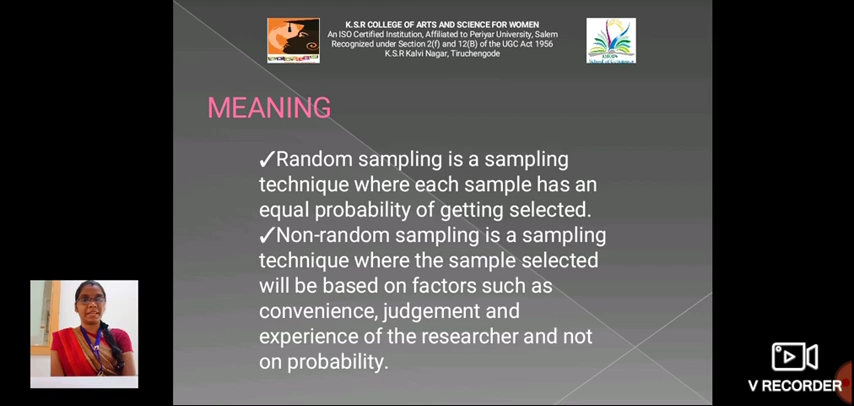 K.S.R COLLEGE OF ARTS AND SCIENCE FOR WOMEN
An ISO Certified Institution, Affiliated to Periyar University, Salem
Recognized under Section 2(f) and 12(B) of the UGC Act 1956
K.S.R Kalvi Nagar, Tiruchengode
MEANING
✓Random sampling is a sampling
technique where each sample has an
equal probability of getting selected.
✓Non-random sampling is a sampling
technique where the sample selected
will be based on factors such as
convenience, judgement and
experience of the researcher and not
on probability.
V RECORDER